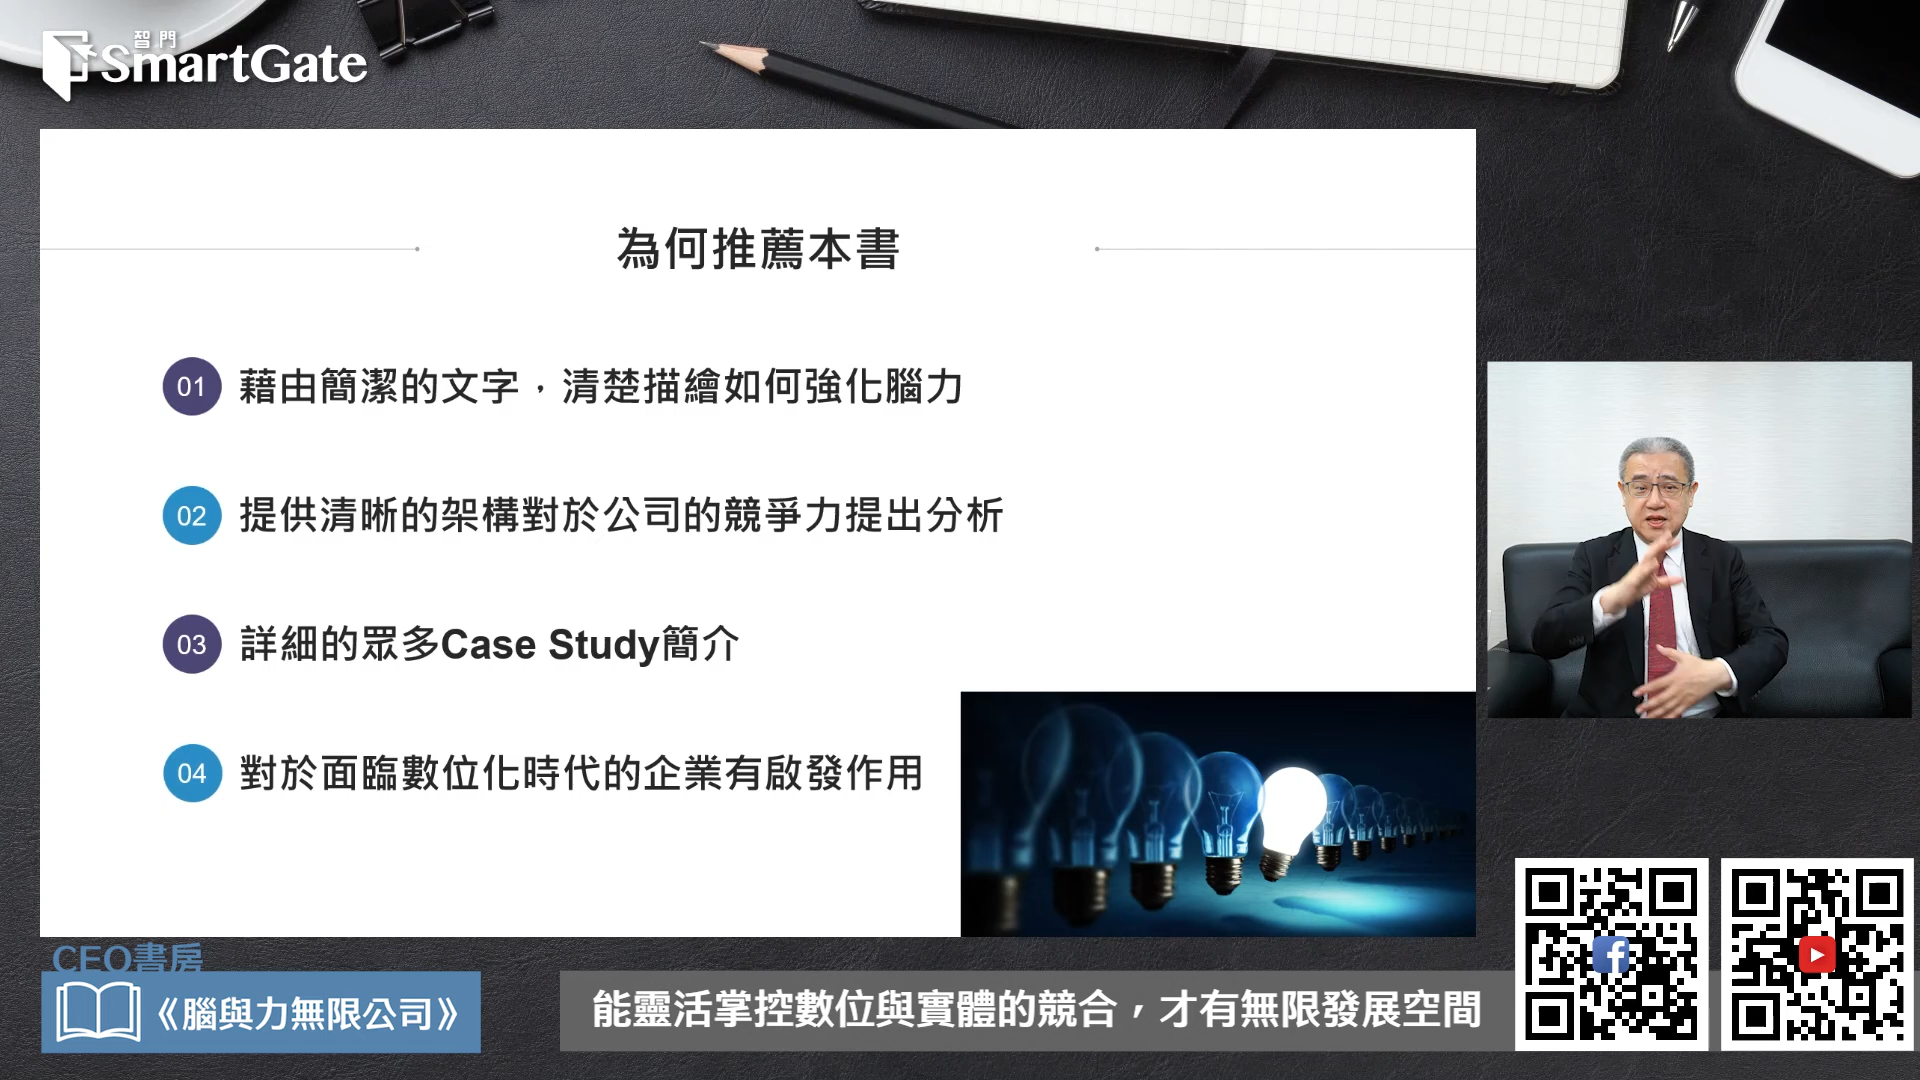 智門
SmartGate
為何推薦本書
01 藉由簡潔的文字，清楚描繪如何強化腦力
02 提供清晰的架構對於公司的競爭力提出分析
03 詳細的眾多Case Study簡介
04 對於面臨數位化時代的企業有啟發作用
CEO書房
《腦與力無限公司》
能靈活掌控數位與實體的競合，才有無限發展空間